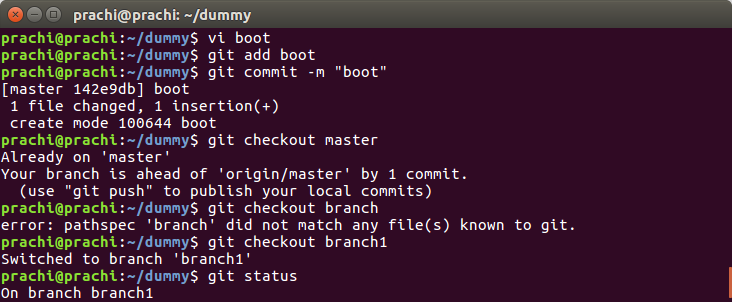 prachi@prachi: ~/dummy
prachi@prachi:~/dummy$ vi boot
prachi@prachi:~/dummy$ git add boot
prachi@prachi:~/dummy$ git commit -m "boot"
[master 142e9db] boot
 1 file changed, 1 insertion(+)
 create mode 100644 boot
prachi@prachi:~/dummy$ git checkout master
Already on 'master'
Your branch is ahead of 'origin/master' by 1 commit.
  (use "git push" to publish your local commits)
prachi@prachi:~/dummy$ git checkout branch
error: pathspec 'branch' did not match any file(s) known to git.
prachi@prachi:~/dummy$ git checkout branch1
Switched to branch 'branch1'
prachi@prachi:~/dummy$ git status
On branch branch1